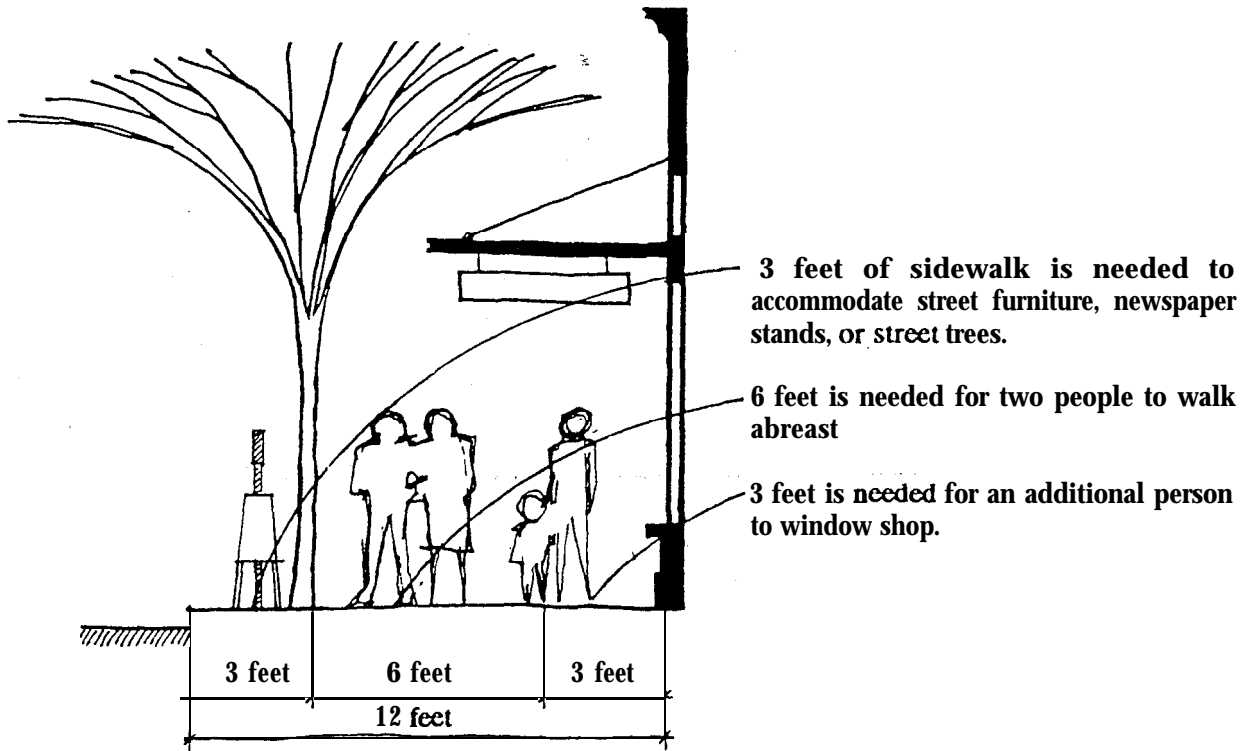 3 feet of sidewalk is needed to
accommodate street furniture, newspaper
stands, or street trees.
6 feet is needed for two people to walk
abreast
3 feet is needed for an additional person
to window shop.
3 feet
6 feet
3 feet
12 feet